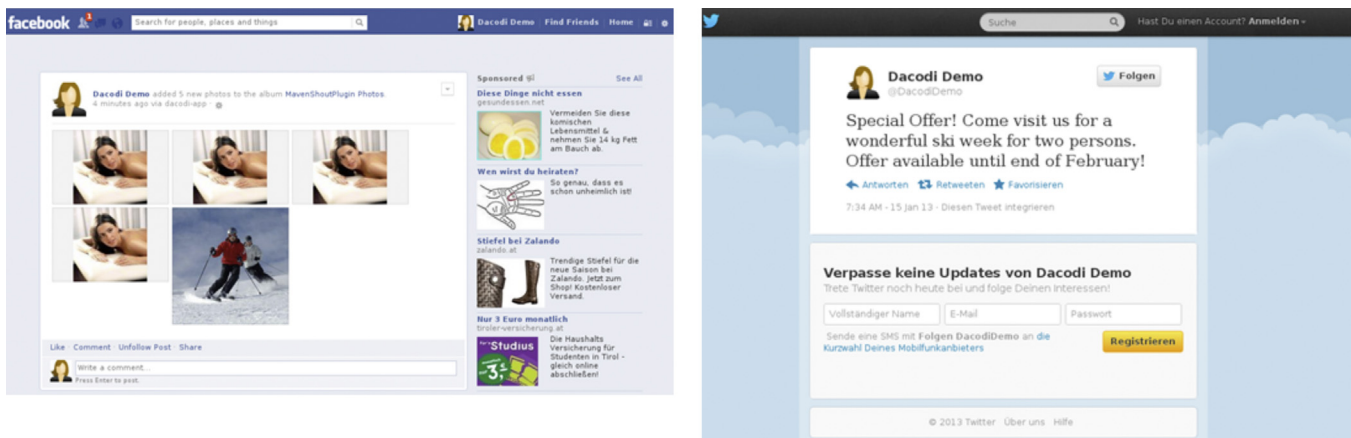 facebook
1
Search for people, places and things
Dacodi Demo Find Friends Home
Dacodi Demo added 5 new photos to the album MavenShoutPlugin Photos.
4 minutes ago via dacodi-app ·
Like · Comment · Unfollow Post · Share
Write a comment...
Press Enter to post.
Sponsored
See All
Diese Dinge nicht essen
gesundessen.net
Vermeiden Sie diese
komischen
Lebensmittel &
nehmen Sie 14 kg Fett
am Bauch ab.
Wen wirst du heiraten?
So genau, dass es
schon unheimlich ist!
Stiefel bei Zalando
zalando.at
Trendige Stiefel für die
neue Saison bei
Zalando. Jetzt zum
Shop! Kostenloser
Versand.
Nur 3 Euro monatlich
tiroler-versicherung.at
Studius
3,
Die Haushalts
Versicherung für
Studenten in Tirol -
gleich online
abschließen!
Suche
Hast Du einen Account? Anmelden
Dacodi Demo
@DacodiDemo
Folgen
Special Offer! Come visit us for a
wonderful ski week for two persons.
Offer available until end of February!
Antworten Retweeten Favorisieren
7:34 AM - 15 Jan 13 · Diesen Tweet integrieren
Verpasse keine Updates von Dacodi Demo
Trete Twitter noch heute bei und folge Deinen Interessen!
Vollständiger Name E-Mail Passwort
Sende eine SMS mit Folgen DacodiDemo an die
Kurzwahl Deines Mobilfunkanbieters
Registrieren
© 2013 Twitter Über uns Hilfe